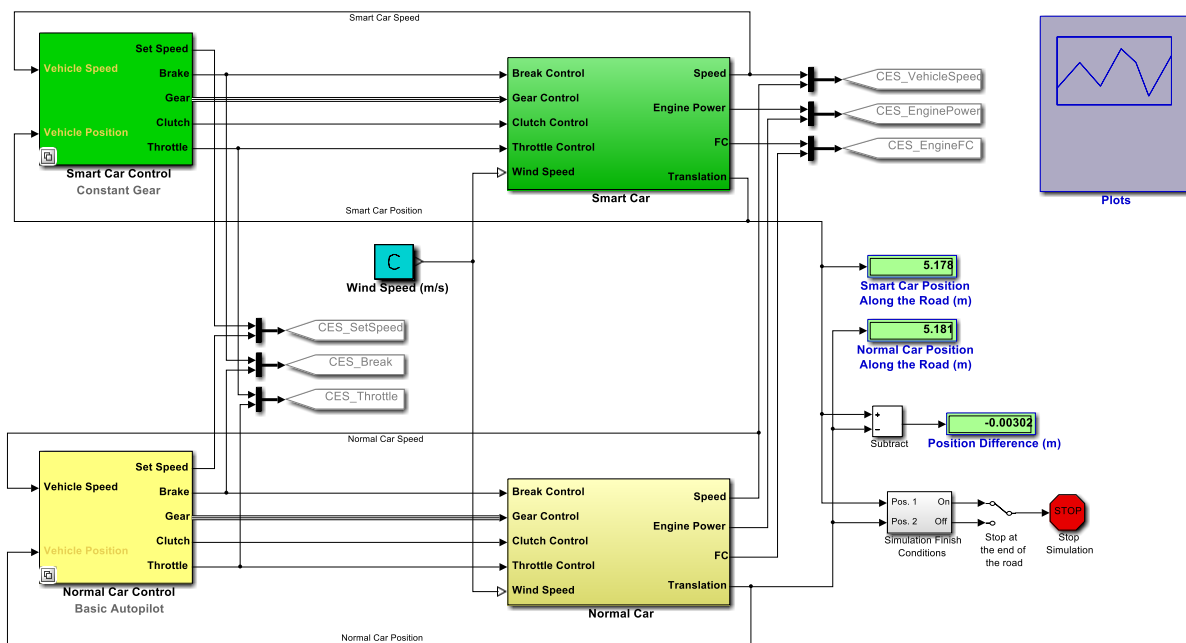 Smart Car Speed
Set Speed
Vehicle Speed
Brake
Gear
Clutch
Vehicle Position
Throttle
Smart Car Control
Constant Gear
Break Control
Gear Control
Clutch Control
Throttle Control
Wind Speed
Speed
Engine Power
FC
Translation
Smart Car
CES_VehicleSpeed
CES_EnginePower
CES_EngineFC
Plots
Smart Car Position
C
Wind Speed (m/s)
5.178
Smart Car Position
Along the Road (m)
5.181
Normal Car Position
Along the Road (m)
CES_SetSpeed
CES_Break
CES_Throttle
+
−
Subtract
-0.00302
Position Difference (m)
Normal Car Speed
Set Speed
Vehicle Speed
Brake
Gear
Clutch
Vehicle Position
Throttle
Normal Car Control
Basic Autopilot
Break Control
Gear Control
Clutch Control
Throttle Control
Wind Speed
Speed
Engine Power
FC
Translation
Normal Car
Pos. 1
On
Pos. 2
Off
Simulation Finish
Conditions
Stop at
the end of
the road
STOP
Stop
Simulation
Normal Car Position